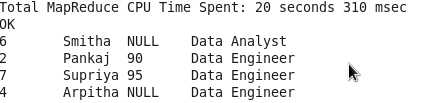 Total MapReduce CPU Time Spent: 20 seconds 310 msec
OK
6 Smitha NULL Data Analyst
2 Pankaj 90 Data Engineer
7 Supriya 95 Data Engineer
4 Arpitha NULL Data Engineer